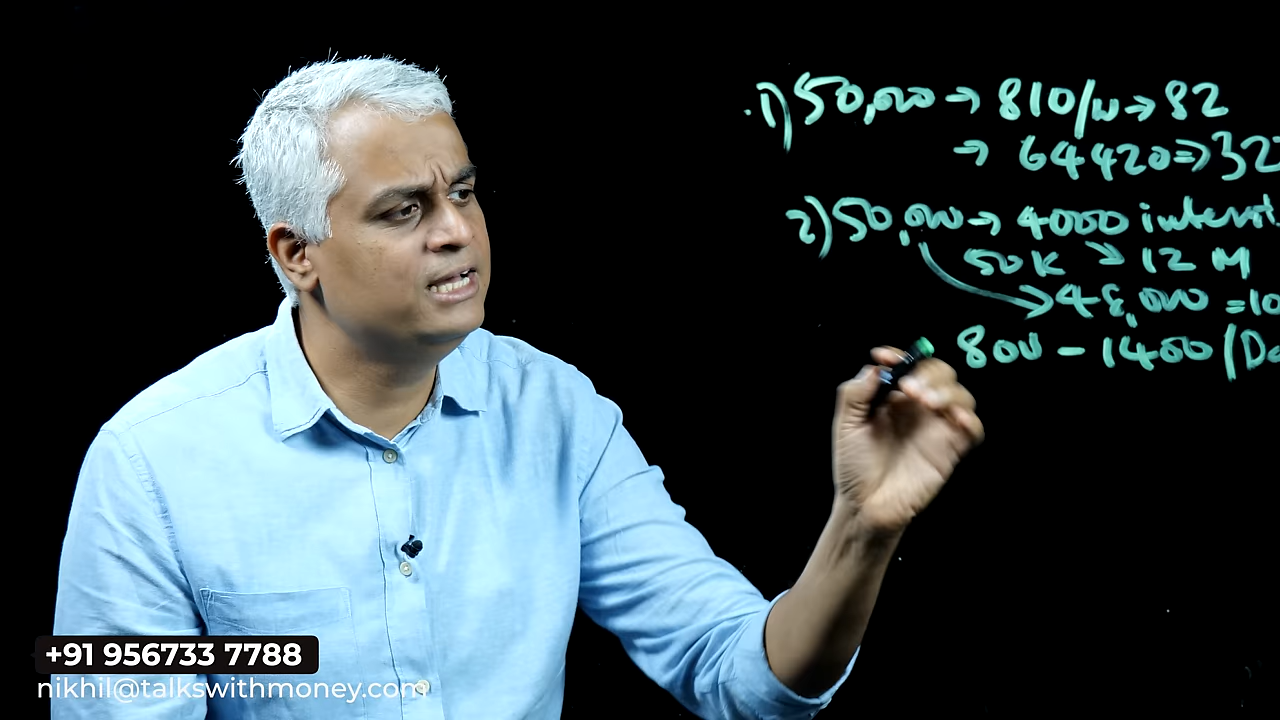 1) 50,000 → 810/w → 82
→ 64420 => 32
2) 50,000 → 4000 interest
50K → 12 M
48,000 = 10
800 - 1400 / Da
+91 956733 7788
nikhil@talkswithmoney.com